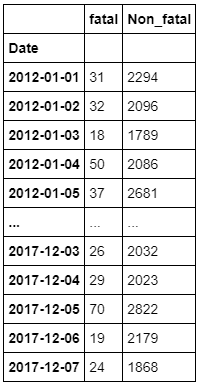 fatal Non_fatal
Date
2012-01-01 31 2294
2012-01-02 32 2096
2012-01-03 18 1789
2012-01-04 50 2086
2012-01-05 37 2681
... ... ...
2017-12-03 26 2032
2017-12-04 29 2023
2017-12-05 70 2822
2017-12-06 19 2179
2017-12-07 24 1868